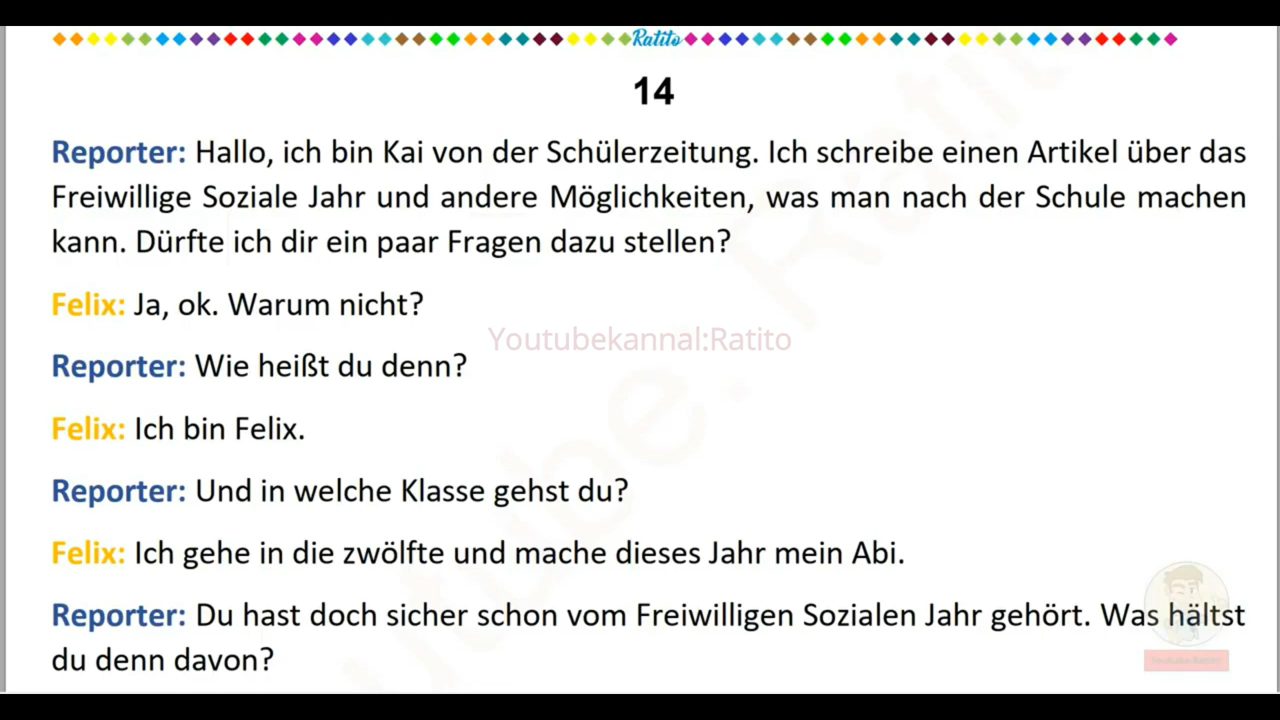 Ratito
14
Reporter: Hallo, ich bin Kai von der Schülerzeitung. Ich schreibe einen Artikel über das
Freiwillige Soziale Jahr und andere Möglichkeiten, was man nach der Schule machen
kann. Dürfte ich dir ein paar Fragen dazu stellen?
Felix: Ja, ok. Warum nicht?
Youtubekannal:Ratito
Reporter: Wie heißt du denn?
Felix: Ich bin Felix.
Reporter: Und in welche Klasse gehst du?
Felix: Ich gehe in die zwölfte und mache dieses Jahr mein Abi.
Reporter: Du hast doch sicher schon vom Freiwilligen Sozialen Jahr gehört. Was hältst
du denn davon?